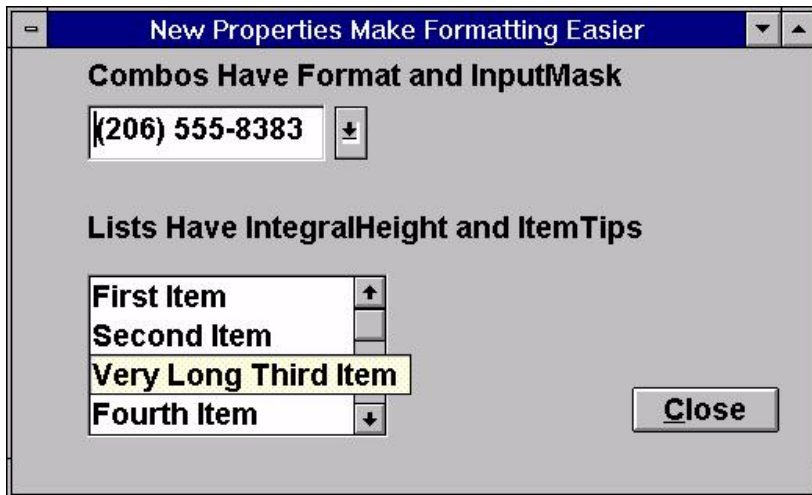 New Properties Make Formatting Easier
Combos Have Format and InputMask
(206) 555-8383
Lists Have IntegralHeight and ItemTips
First Item
Second Item
Very Long Third Item
Fourth Item
Close